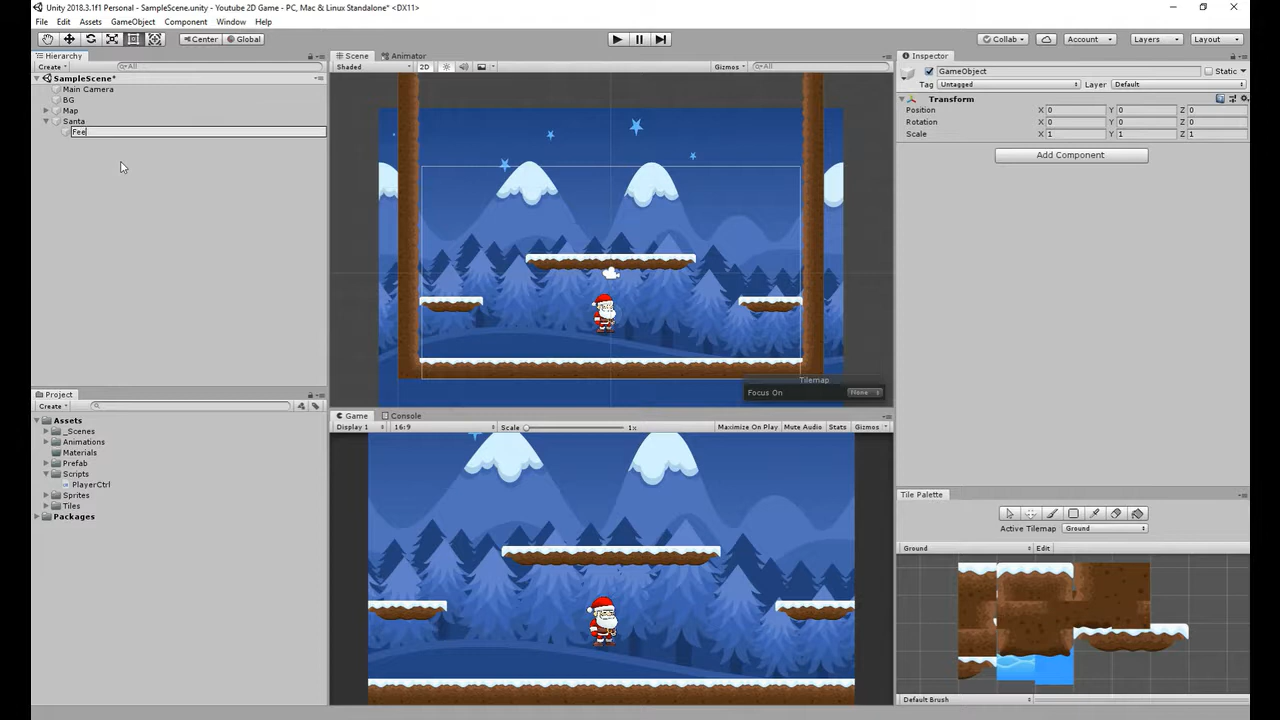 Unity 2018.3.1f1 Personal - SampleScene.unity - Youtube 2D Game - PC, Mac & Linux Standalone* <DX11>
File Edit Assets GameObject Component Window Help
Center Global Collab Account Layers Layout
Hierarchy
Create All
SampleScene*
Main Camera
BG
Map
Santa
Fee
Scene Animator
Shaded 2D Gizmos All
Tilemap
Focus On None
Inspector
GameObject Static
Tag Untagged Layer Default
Transform
Position X 0 Y 0 Z 0
Rotation X 0 Y 0 Z 0
Scale X 1 Y 1 Z 1
Add Component
Project
Create
Assets
_Scenes
Animations
Materials
Prefab
Scripts
PlayerCtrl
Sprites
Tiles
Packages
Game Console
Display 1 16:9 Scale 1x Maximize On Play Mute Audio Stats Gizmos
Tile Palette
Active Tilemap Ground
Ground Edit
Default Brush